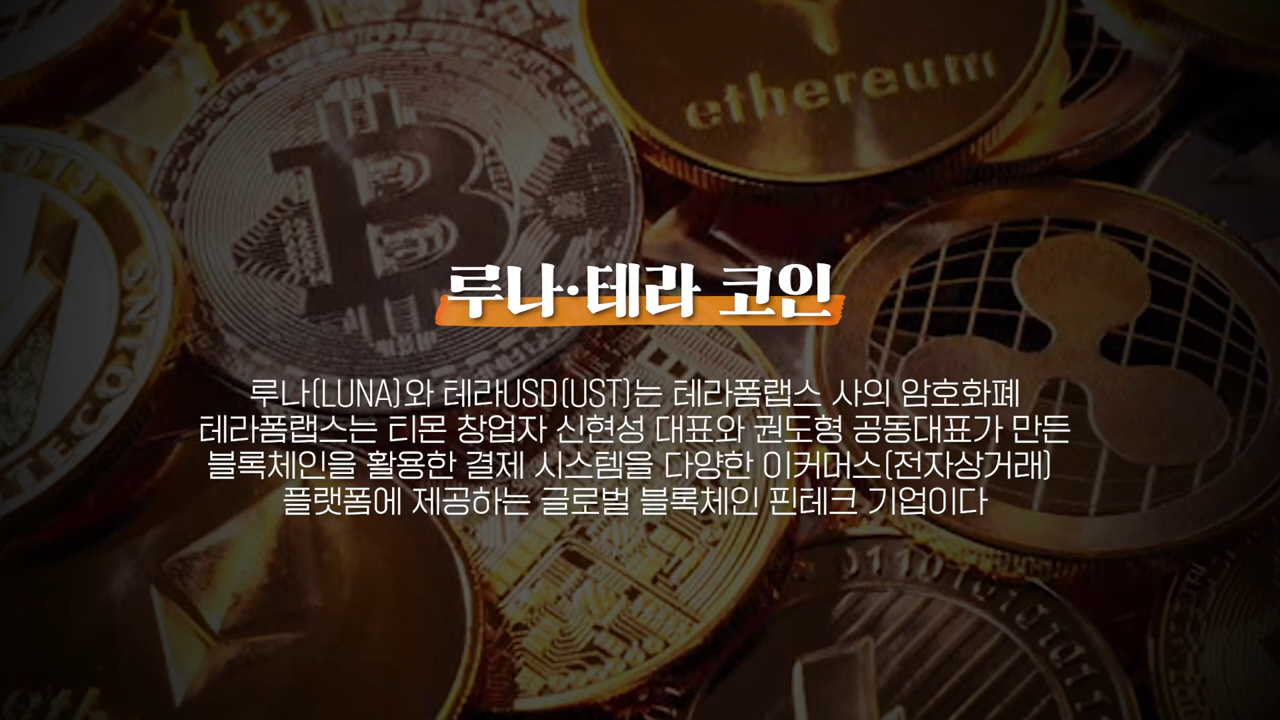 ethereum
루나·테라 코인
루나(LUNA)와 테라USD(UST)는 테라폼랩스 사의 암호화폐
테라폼랩스는 티몬 창업자 신현성 대표와 권도형 공동대표가 만든
블록체인을 활용한 결제 시스템을 다양한 이커머스(전자상거래)
플랫폼에 제공하는 글로벌 블록체인 핀테크 기업이다